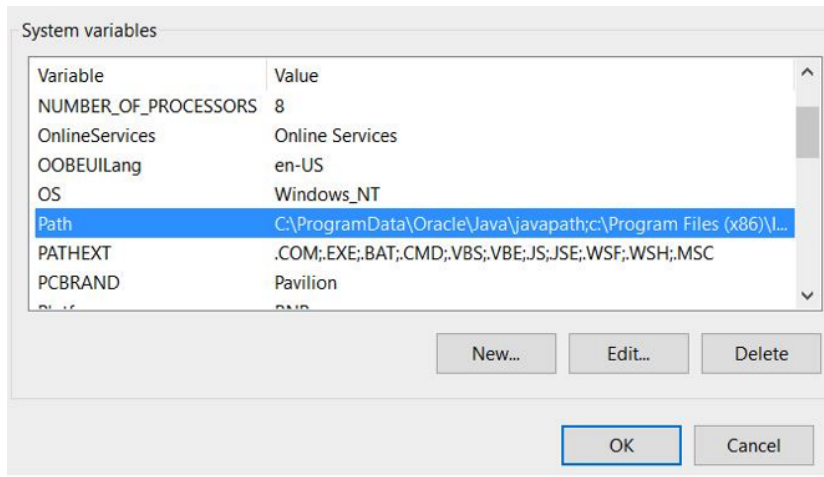 System variables
Variable Value
NUMBER_OF_PROCESSORS 8
OnlineServices Online Services
OOBEUILang en-US
OS Windows_NT
Path C:\ProgramData\Oracle\Java\javapath;c:\Program Files (x86)\I...
PATHEXT .COM;.EXE;.BAT;.CMD;.VBS;.VBE;.JS;.JSE;.WSF;.WSH;.MSC
PCBRAND Pavilion
New... Edit... Delete
OK Cancel